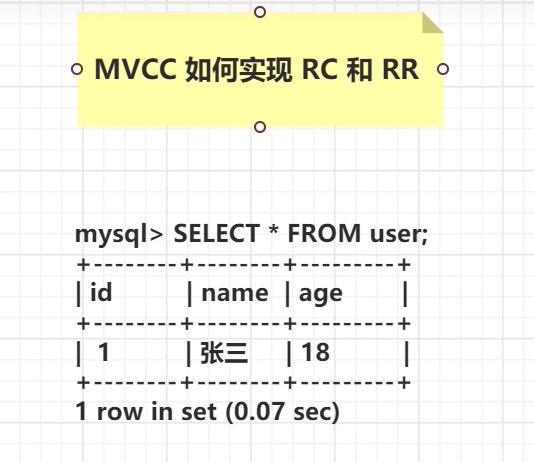 MVCC 如何实现 RC 和 RR
mysql> SELECT * FROM user;
+--------+--------+---------+
| id | name | age |
+--------+--------+---------+
| 1 | 张三 | 18 |
+--------+--------+---------+
1 row in set (0.07 sec)